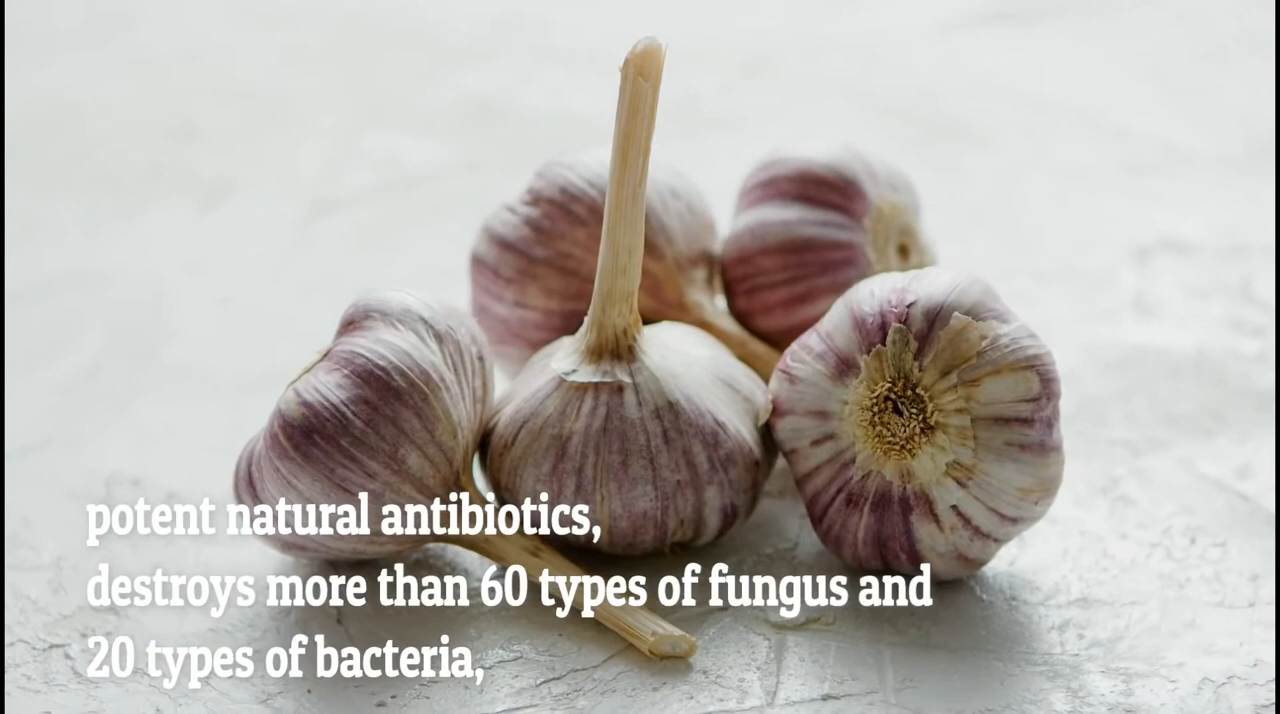 potent natural antibiotics,
destroys more than 60 types of fungus and
20 types of bacteria,